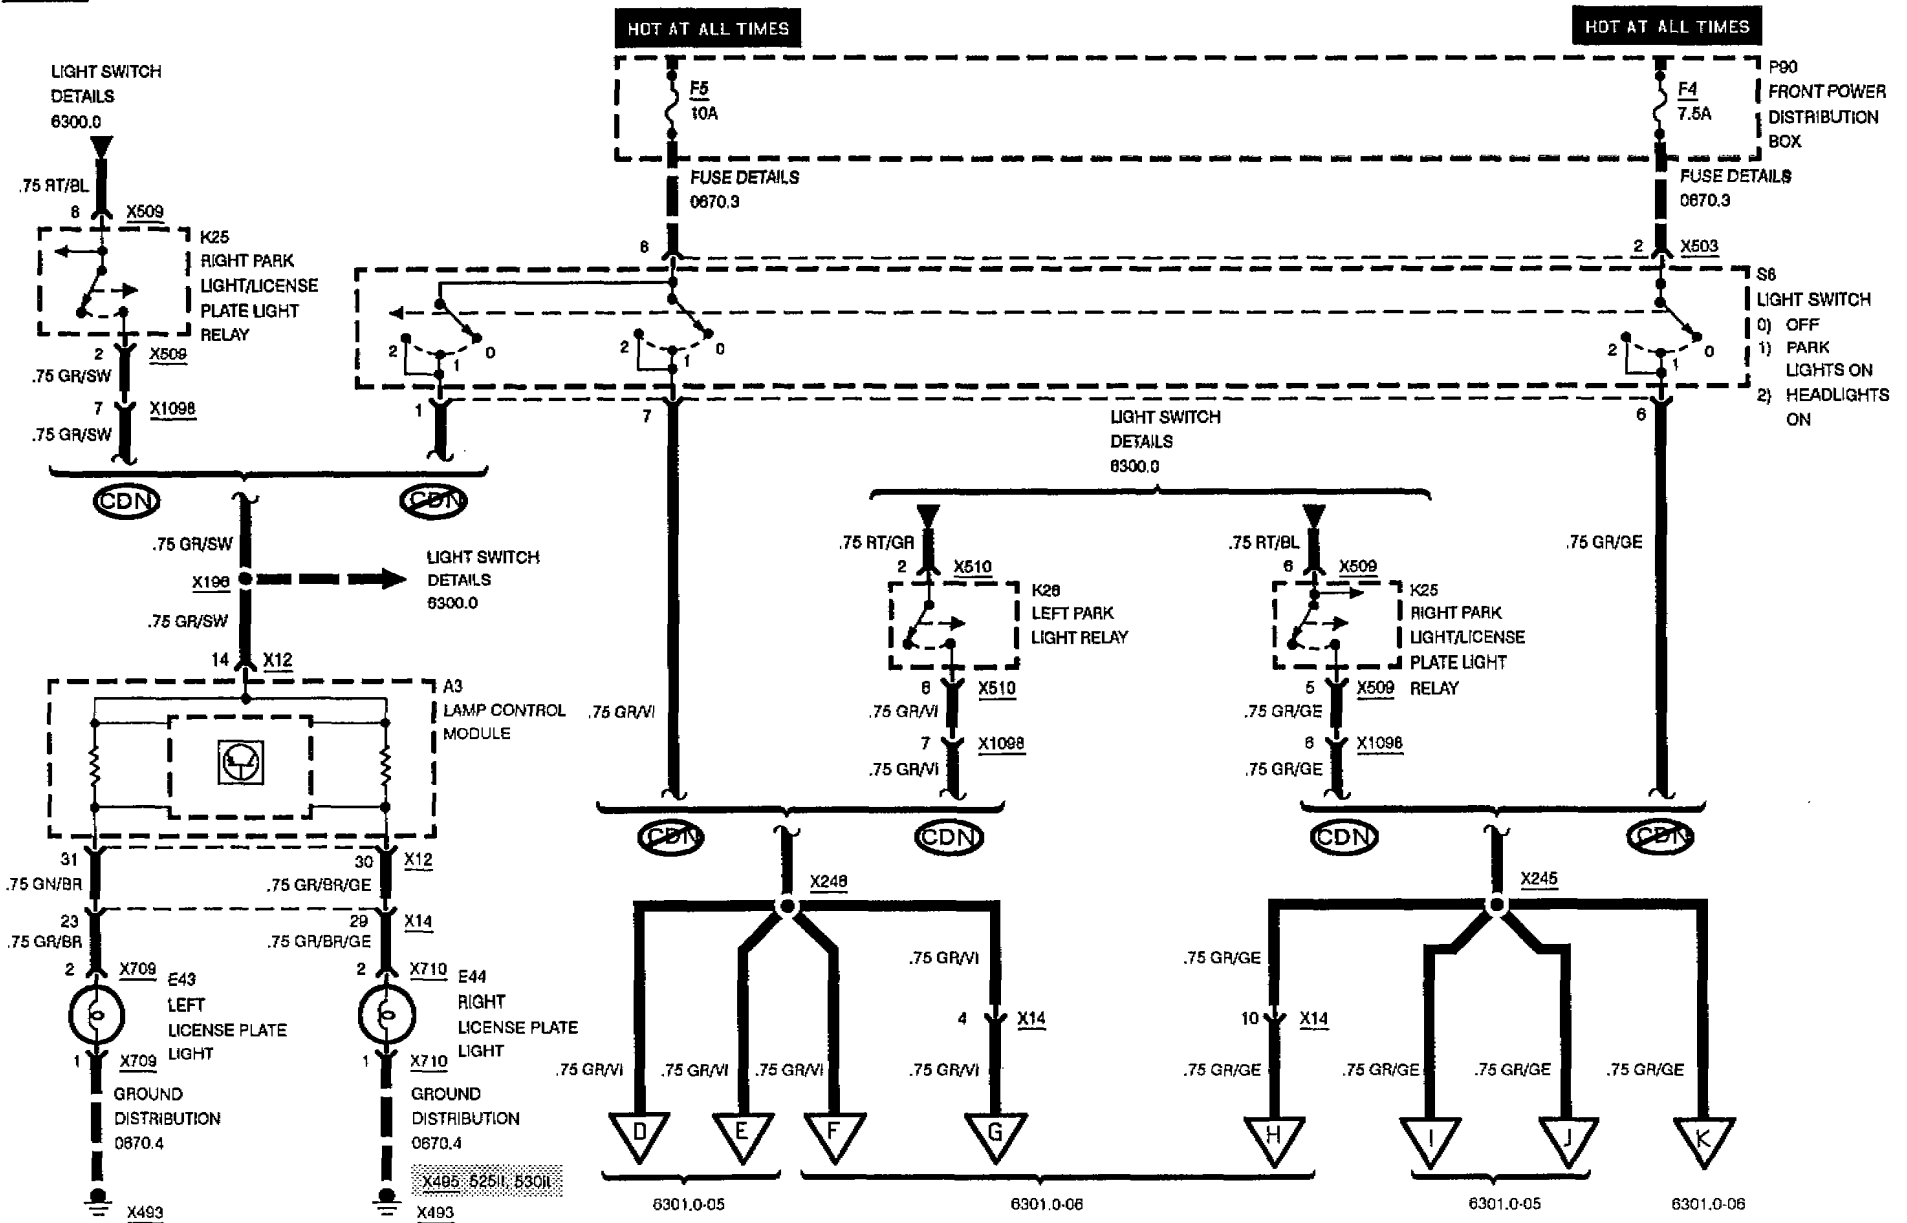 HOT AT ALL TIMES
HOT AT ALL TIMES
LIGHT SWITCH
DETAILS
6300.0
F5
10A
F4
7.5A
P90
FRONT POWER
DISTRIBUTION
BOX
.75 RT/BL
8
X509
FUSE DETAILS
0670.3
FUSE DETAILS
0670.3
K25
RIGHT PARK
LIGHT/LICENSE
PLATE LIGHT
RELAY
8
2
X503
S8
LIGHT SWITCH
0) OFF
1) PARK
LIGHTS ON
2) HEADLIGHTS
ON
2
1
0
2
1
0
2
1
0
2
X509
.75 GR/SW
7
X1098
.75 GR/SW
1
7
6
LIGHT SWITCH
DETAILS
6300.0
CDN
CDN
.75 GR/SW
X196
LIGHT SWITCH
DETAILS
6300.0
.75 GR/SW
14
X12
.75 RT/GR
2
X510
K26
LEFT PARK
LIGHT RELAY
.75 RT/BL
6
X509
K25
RIGHT PARK
LIGHT/LICENSE
PLATE LIGHT
RELAY
.75 GR/GE
A3
LAMP CONTROL
MODULE
.75 GR/VI
8
X510
.75 GR/VI
7
X1098
.75 GR/VI
5
X509
.75 GR/GE
6
X1098
.75 GR/GE
CDN
CDN
CDN
CDN
31
30
X12
.75 GN/BR
.75 GR/BR/GE
23
29
X14
.75 GR/BR
.75 GR/BR/GE
2
X709
E43
LEFT
LICENSE PLATE
LIGHT
2
X710
E44
RIGHT
LICENSE PLATE
LIGHT
1
X709
1
X710
GROUND
DISTRIBUTION
0670.4
GROUND
DISTRIBUTION
0670.4
X495 525i, 530i
X493
X493
X246
X245
.75 GR/VI
4
X14
.75 GR/GE
10
X14
.75 GR/VI
.75 GR/VI
.75 GR/VI
.75 GR/VI
.75 GR/GE
.75 GR/GE
.75 GR/GE
.75 GR/GE
D
E
F
G
H
I
J
K
6301.0-05
6301.0-06
6301.0-05
6301.0-06